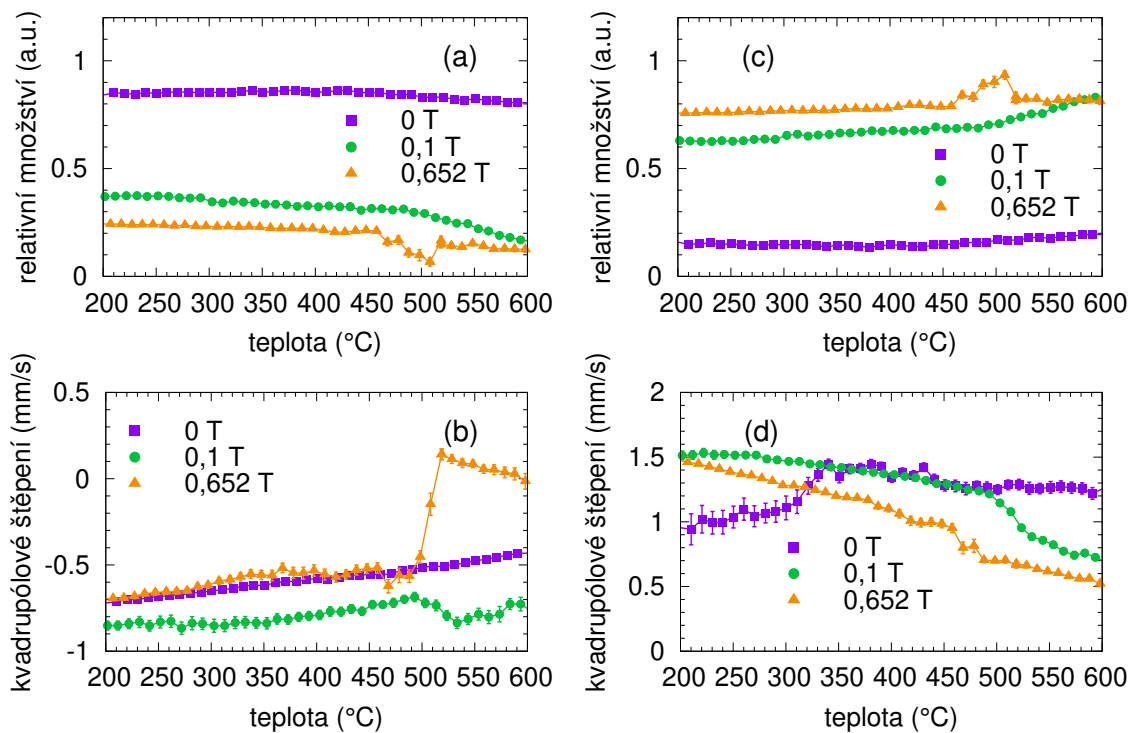 relativní množství (a.u.)
1
0.5
0
(a)
0 T
0,1 T
0,652 T
200 250 300 350 400 450 500 550 600
teplota (°C)
relativní množství (a.u.)
1
0.5
0
(c)
0 T
0,1 T
0,652 T
200 250 300 350 400 450 500 550 600
teplota (°C)
kvadrupólové štěpení (mm/s)
0.5
0
-0.5
-1
(b)
0 T
0,1 T
0,652 T
200 250 300 350 400 450 500 550 600
teplota (°C)
kvadrupólové štěpení (mm/s)
2
1.5
1
0.5
0
(d)
0 T
0,1 T
0,652 T
200 250 300 350 400 450 500 550 600
teplota (°C)